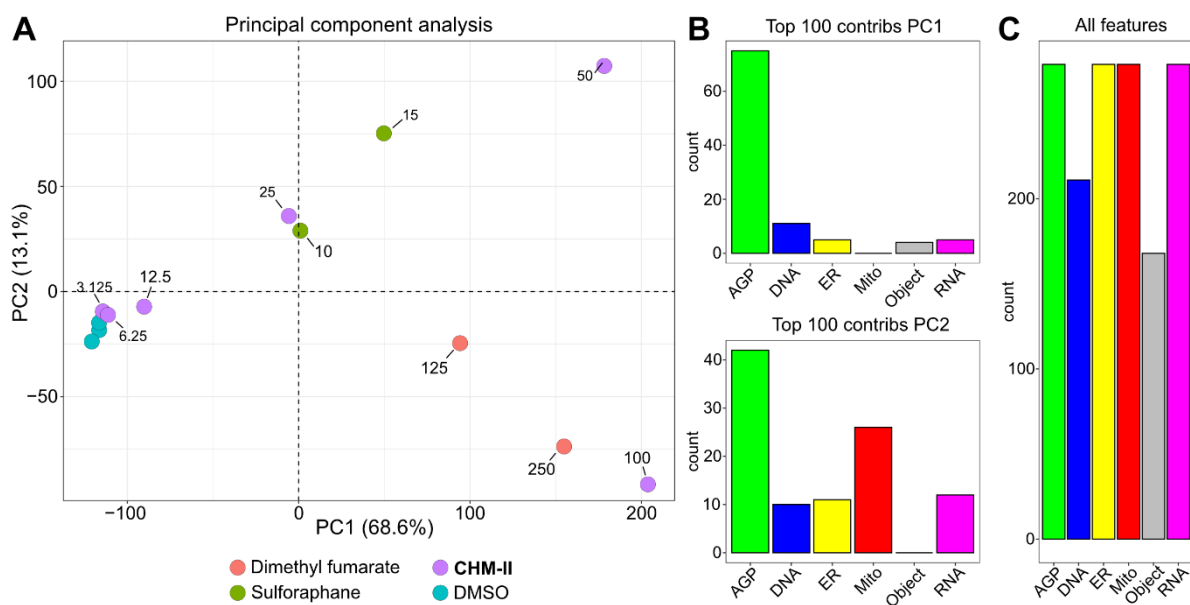 A
Principal component analysis
PC2 (13.1%)
100
50
0
−50
50
15
25
10
3.125
12.5
6.25
125
250
100
−100
0
100
200
PC1 (68.6%)
Dimethyl fumarate
CHM-II
Sulforaphane
DMSO
B
Top 100 contribs PC1
count
60
40
20
0
AGP
DNA
ER
Mito
Object
RNA
Top 100 contribs PC2
count
40
30
20
10
0
AGP
DNA
ER
Mito
Object
RNA
C
All features
count
200
100
0
AGP
DNA
ER
Mito
Object
RNA